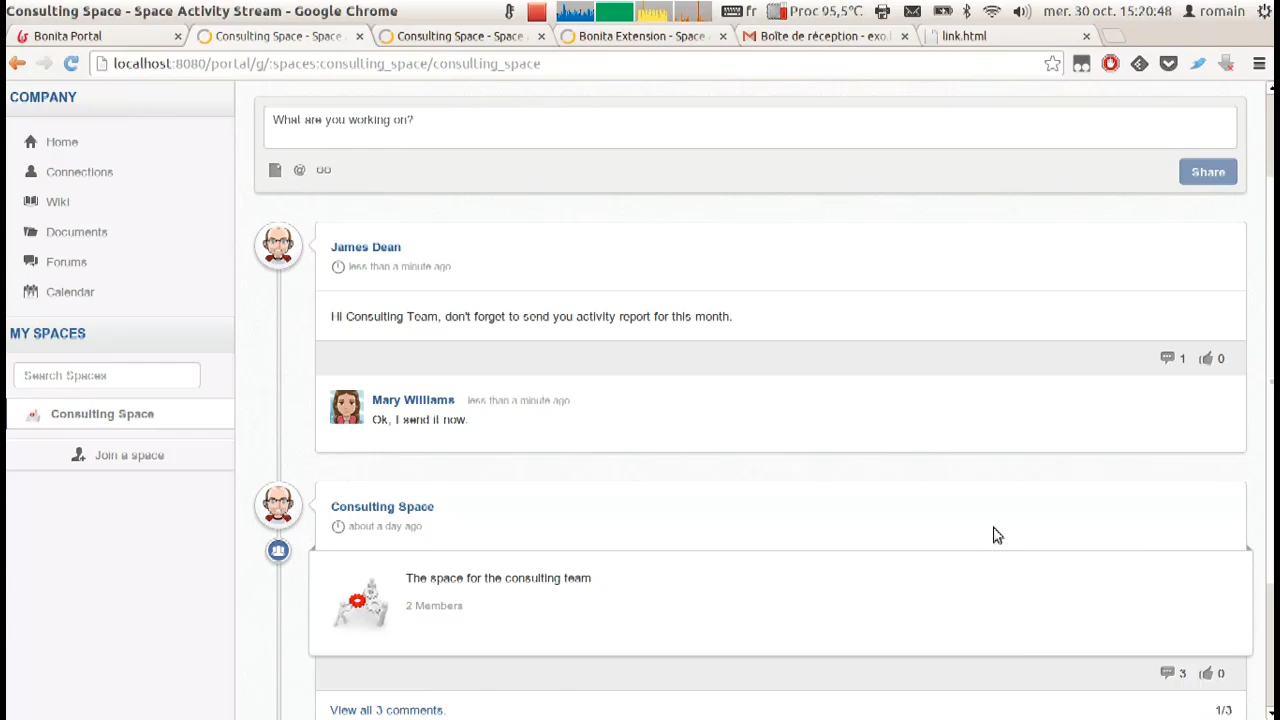 Consulting Space - Space Activity Stream - Google Chrome
fr
Proc 95,5°C
mer. 30 oct. 15:20:48
romain
Bonita Portal
Consulting Space - Space
Consulting Space - Space
Bonita Extension - Space
Boîte de réception - exo.l
link.html
localhost:8080/portal/g/:spaces:consulting_space/consulting_space
COMPANY
Home
Connections
Wiki
Documents
Forums
Calendar
MY SPACES
Search Spaces
Consulting Space
Join a space
What are you working on?
@
Share
James Dean
less than a minute ago
Hi Consulting Team, don't forget to send you activity report for this month.
1 0
Mary Williams less than a minute ago
Ok, I send it now.
Consulting Space
about a day ago
The space for the consulting team
2 Members
3 0
View all 3 comments.
1/3